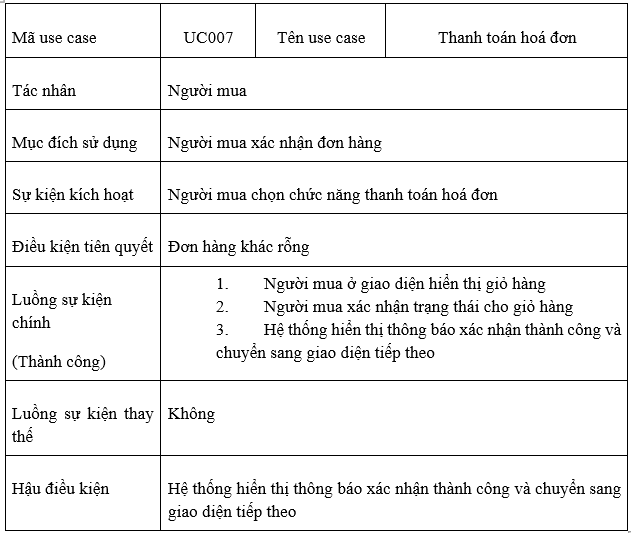 Mã use case UC007 Tên use case Thanh toán hoá đơn
Tác nhân Người mua
Mục đích sử dụng Người mua xác nhận đơn hàng
Sự kiện kích hoạt Người mua chọn chức năng thanh toán hoá đơn
Điều kiện tiên quyết Đơn hàng khác rỗng
Luồng sự kiện
chính
(Thành công)
1. Người mua ở giao diện hiển thị giỏ hàng
2. Người mua xác nhận trạng thái cho giỏ hàng
3. Hệ thống hiển thị thông báo xác nhận thành công và
chuyển sang giao diện tiếp theo
Luồng sự kiện thay
thế
Không
Hậu điều kiện
Hệ thống hiển thị thông báo xác nhận thành công và chuyển sang
giao diện tiếp theo